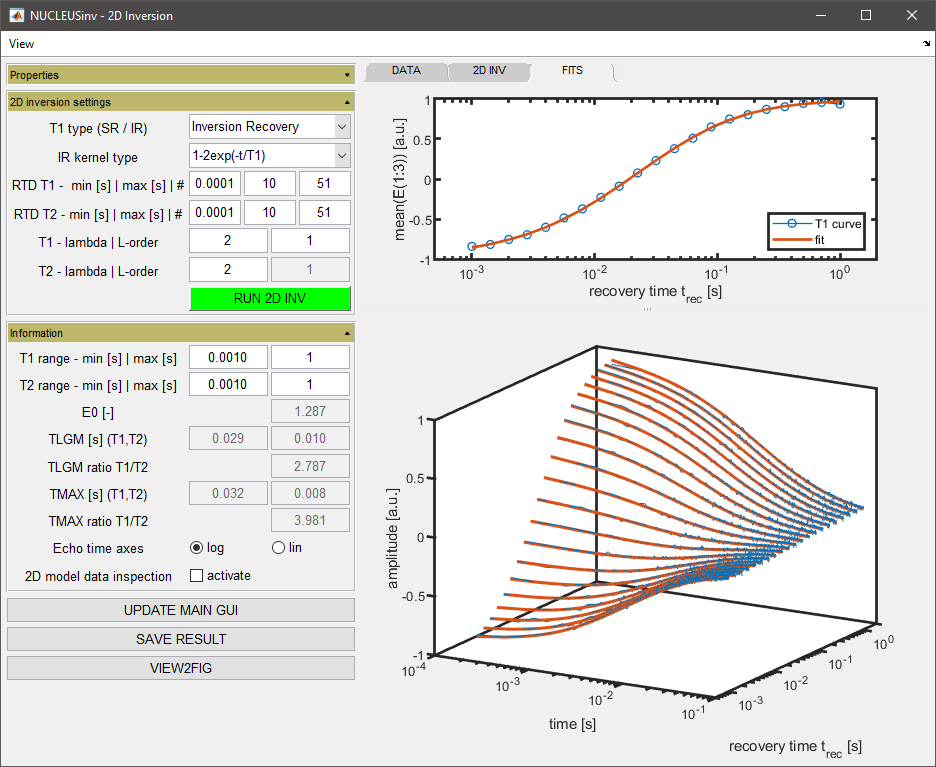 NUCLEUSinv - 2D Inversion
View
Properties
2D inversion settings
T1 type (SR / IR) Inversion Recovery
IR kernel type 1-2exp(-t/T1)
RTD T1 - min [s] | max [s] | # 0.0001 10 51
RTD T2 - min [s] | max [s] | # 0.0001 10 51
T1 - lambda | L-order 2 1
T2 - lambda | L-order 2 1
RUN 2D INV
Information
T1 range - min [s] | max [s] 0.0010 1
T2 range - min [s] | max [s] 0.0010 1
E0 [-] 1.287
TLGM [s] (T1,T2) 0.029 0.010
TLGM ratio T1/T2 2.787
TMAX [s] (T1,T2) 0.032 0.008
TMAX ratio T1/T2 3.981
Echo time axes log lin
2D model data inspection activate
UPDATE MAIN GUI
SAVE RESULT
VIEW2FIG
DATA 2D INV FITS
mean(E(1:3)) [a.u.]
1
0.5
0
-0.5
-1
T1 curve
fit
10^-3 10^-2 10^-1 10^0
recovery time t_rec [s]
amplitude [a.u.]
1
0.5
0
-0.5
-1
10^-4 10^-3 10^-2 10^-1
time [s]
10^-3 10^-2 10^-1 10^0
recovery time t_rec [s]